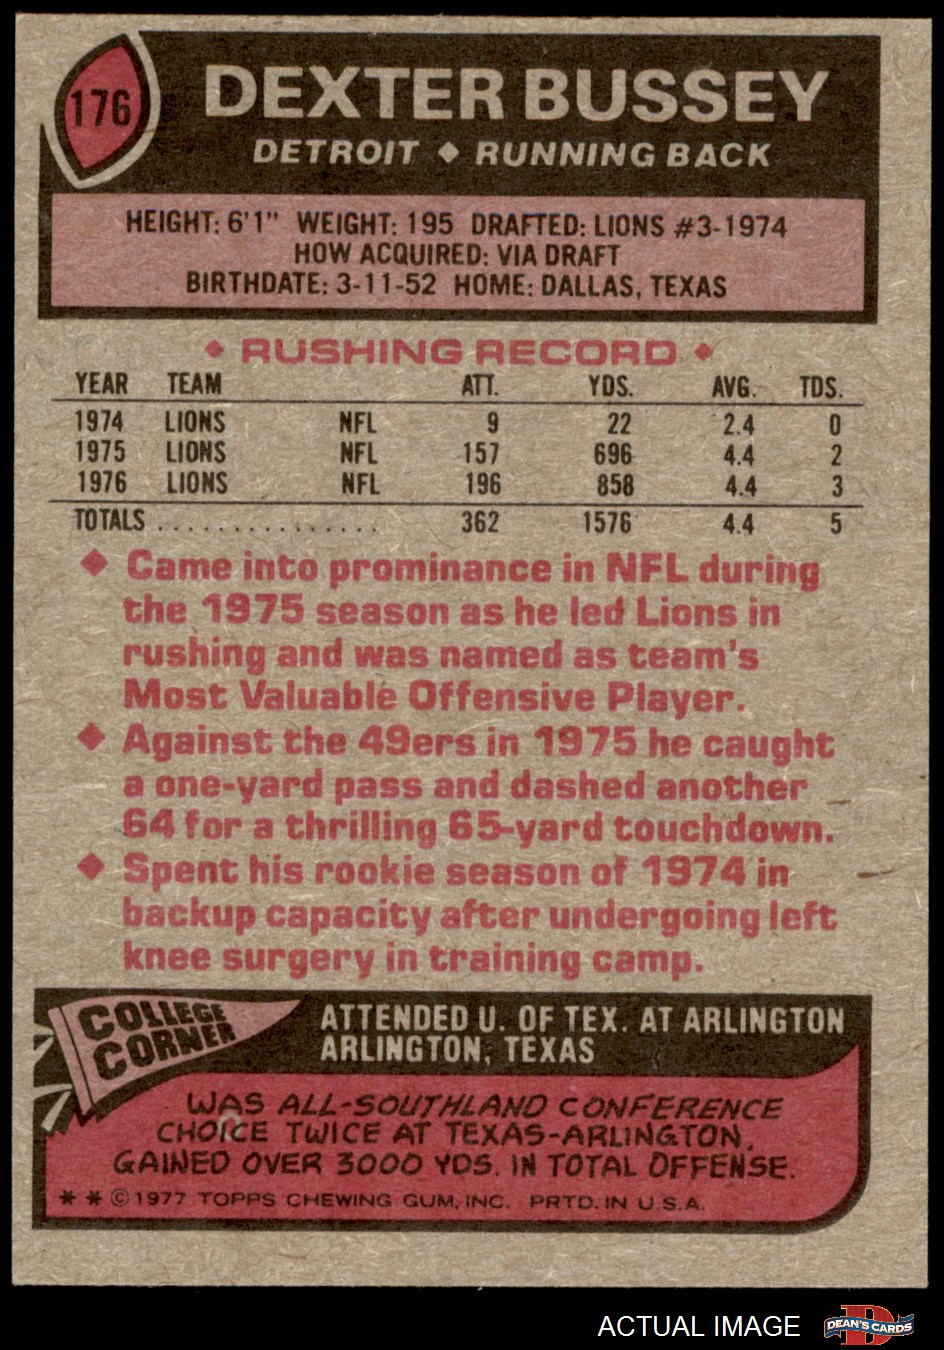 176
DEXTER BUSSEY
DETROIT ◆ RUNNING BACK
HEIGHT: 6'1" WEIGHT: 195 DRAFTED: LIONS #3-1974
HOW ACQUIRED: VIA DRAFT
BIRTHDATE: 3-11-52 HOME: DALLAS, TEXAS
◆ RUSHING RECORD ◆
YEAR TEAM ATT. YDS. AVG. TDS.
1974 LIONS NFL 9 22 2.4 0
1975 LIONS NFL 157 696 4.4 2
1976 LIONS NFL 196 858 4.4 3
TOTALS . . . . . . . . . . . . . . . 362 1576 4.4 5
◆ Came into prominance in NFL during
the 1975 season as he led Lions in
rushing and was named as team's
Most Valuable Offensive Player.
◆ Against the 49ers in 1975 he caught
a one-yard pass and dashed another
64 for a thrilling 65-yard touchdown.
◆ Spent his rookie season of 1974 in
backup capacity after undergoing left
knee surgery in training camp.
COLLEGE
CORNER
ATTENDED U. OF TEX. AT ARLINGTON
ARLINGTON, TEXAS
WAS ALL-SOUTHLAND CONFERENCE
CHOICE TWICE AT TEXAS-ARLINGTON.
GAINED OVER 3000 YDS. IN TOTAL OFFENSE.
* * © 1977 TOPPS CHEWING GUM, INC. PRTD. IN U.S.A.
ACTUAL IMAGE
D
DEAN'S CARDS